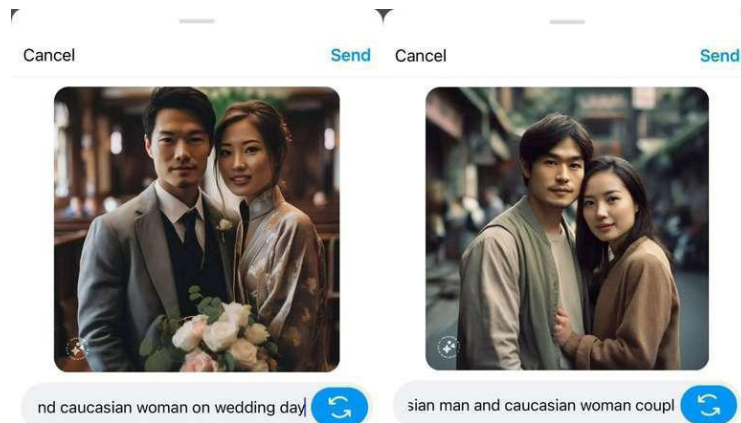 Cancel Send
Cancel Send
nd caucasian woman on wedding day
sian man and caucasian woman coupl